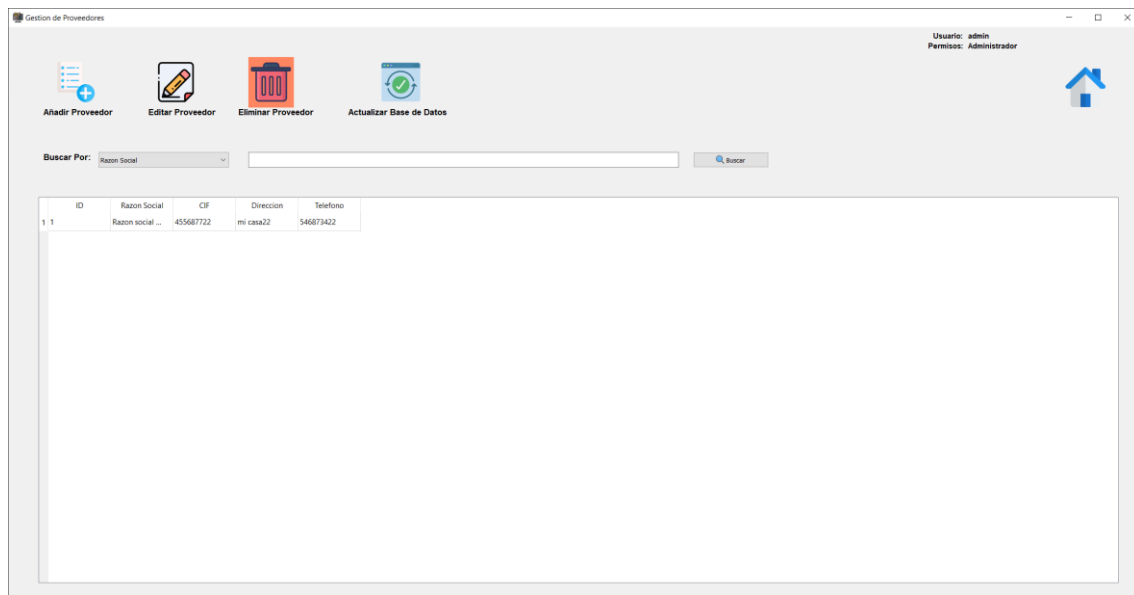 Gestion de Proveedores
Usuario: admin
Permisos: Administrador
Añadir Proveedor Editar Proveedor Eliminar Proveedor Actualizar Base de Datos
Buscar Por: Razon Social Buscar
ID Razon Social CIF Direccion Telefono
1 1 Razon social ... 455687722 mi casa22 546873422